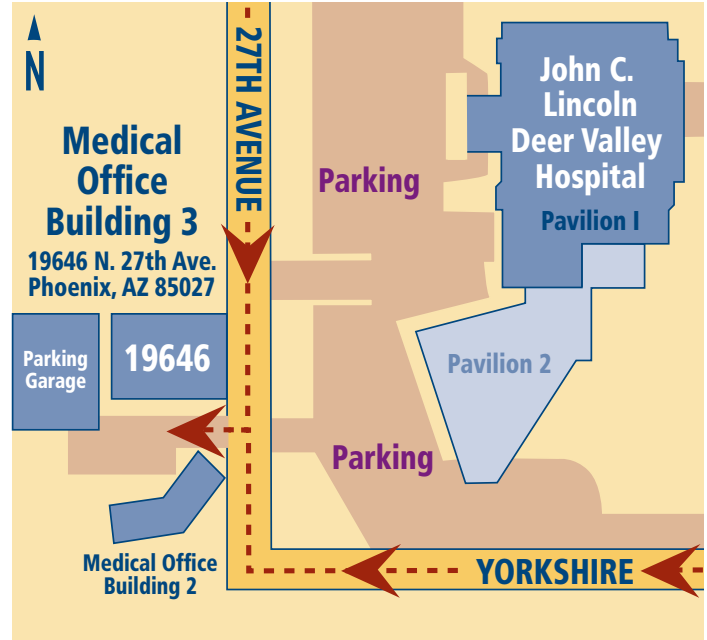 N
27TH AVENUE
John C.
Lincoln
Deer Valley
Hospital
Pavilion I
Medical
Office
Building 3
19646 N. 27th Ave.
Phoenix, AZ 85027
Parking
Parking
Garage
19646
Pavilion 2
Parking
Medical Office
Building 2
YORKSHIRE